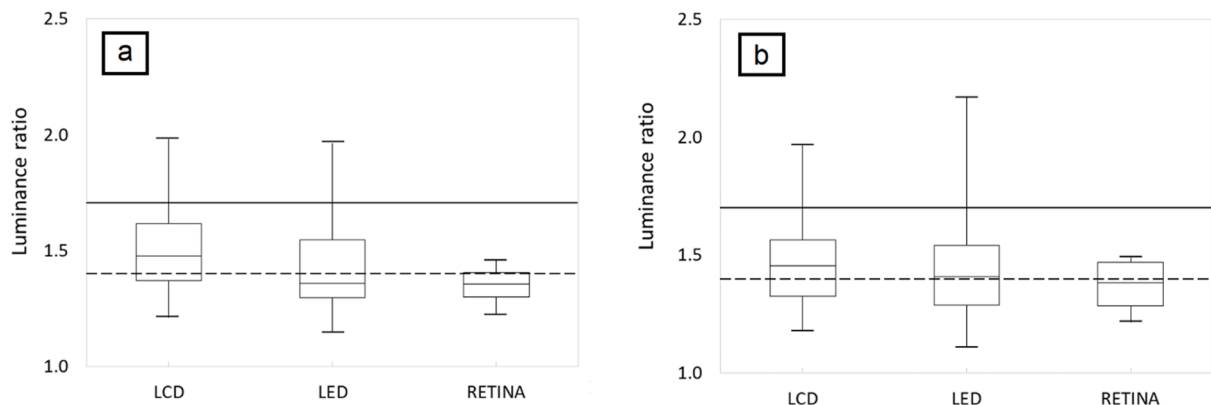 a
Luminance ratio
2.5
2.0
1.5
1.0
LCD LED RETINA
b
Luminance ratio
2.5
2.0
1.5
1.0
LCD LED RETINA